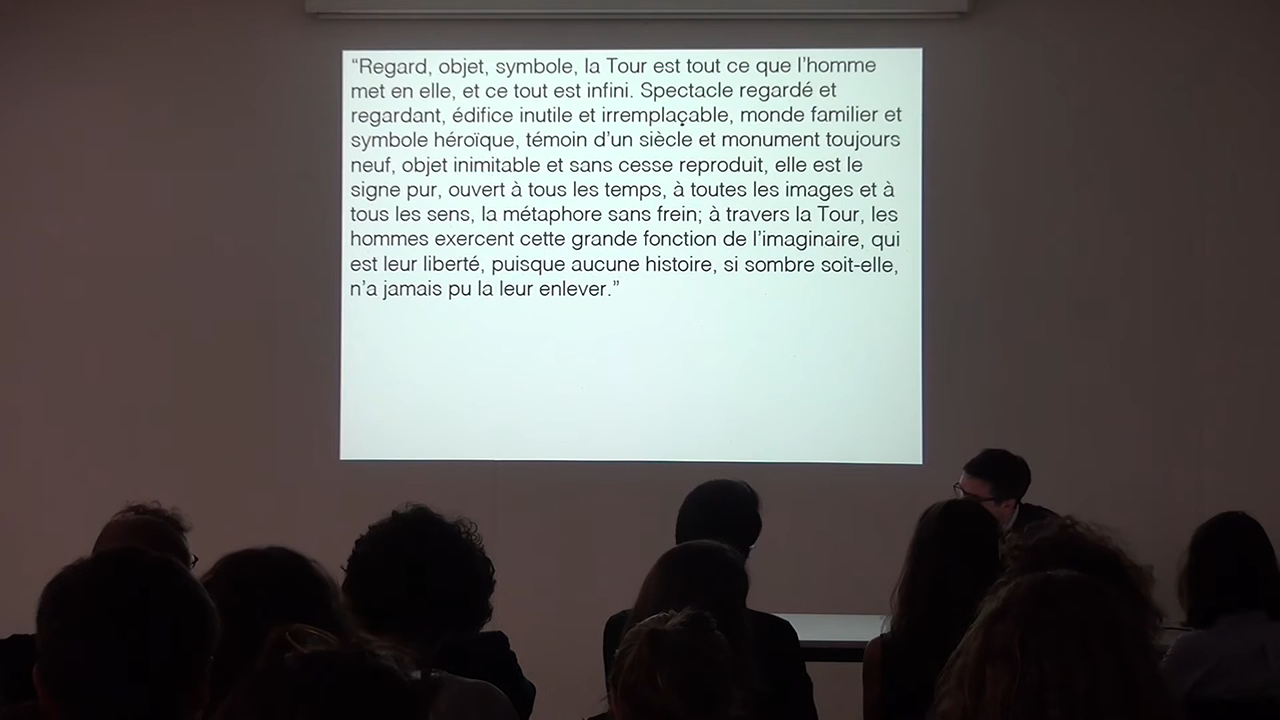 “Regard, objet, symbole, la Tour est tout ce que l’homme
met en elle, et ce tout est infini. Spectacle regardé et
regardant, édifice inutile et irremplaçable, monde familier et
symbole héroïque, témoin d’un siècle et monument toujours
neuf, objet inimitable et sans cesse reproduit, elle est le
signe pur, ouvert à tous les temps, à toutes les images et à
tous les sens, la métaphore sans frein; à travers la Tour, les
hommes exercent cette grande fonction de l’imaginaire, qui
est leur liberté, puisque aucune histoire, si sombre soit-elle,
n’a jamais pu la leur enlever.”